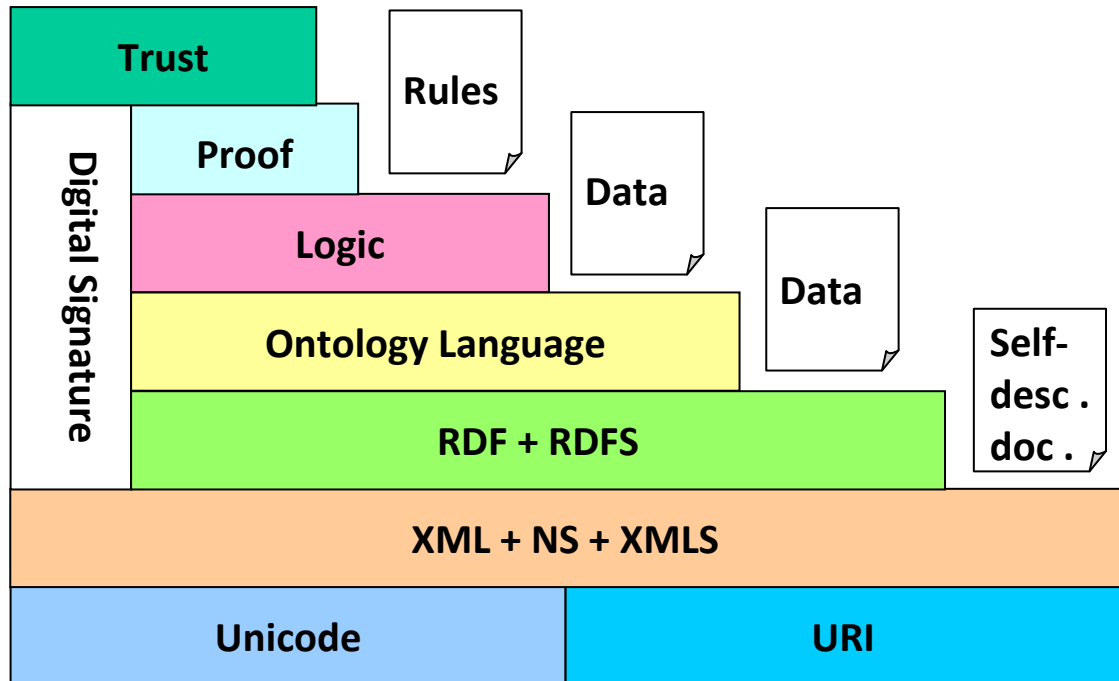 Trust
Rules
Proof
Digital Signature
Data
Logic
Data
Ontology Language
Self-
desc .
doc .
RDF + RDFS
XML + NS + XMLS
Unicode
URI